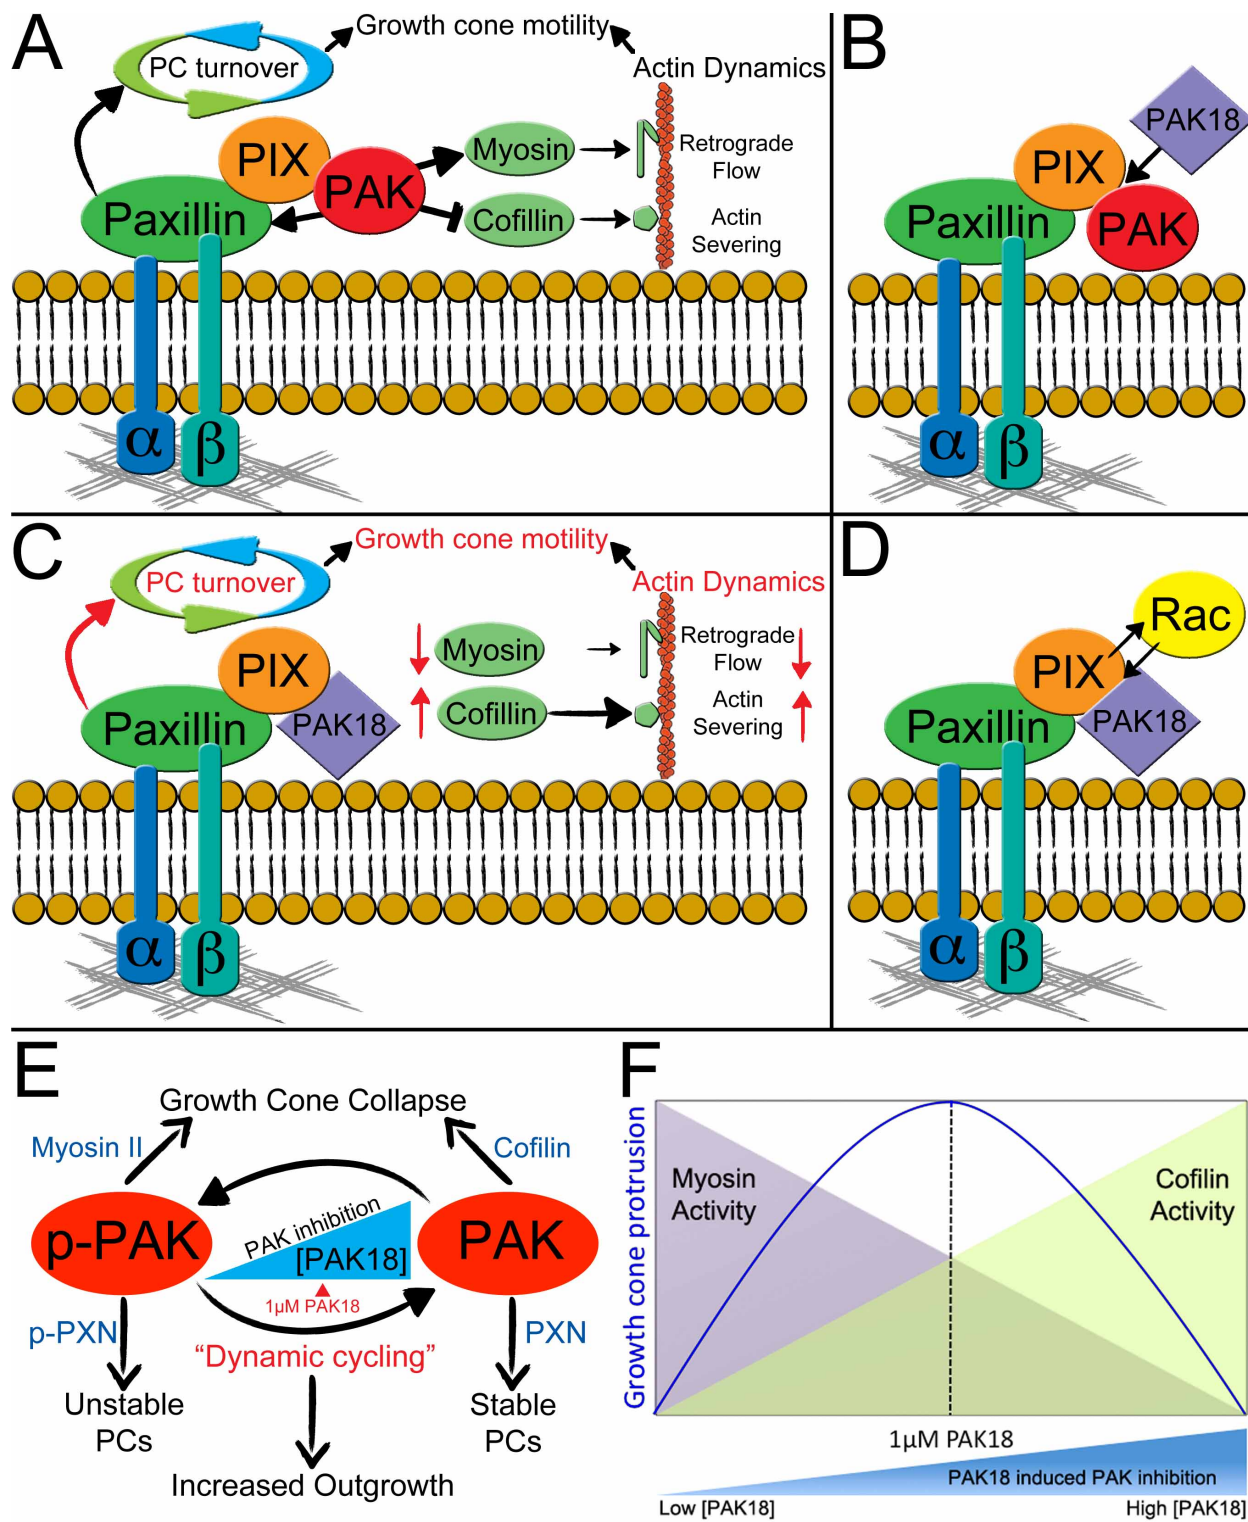 A
PC turnover
Growth cone motility
Actin Dynamics
PIX
PAK
Paxillin
Myosin
Cofillin
Retrograde
Flow
Actin
Severing
α
β
B
PAK18
PIX
PAK
Paxillin
α
β
C
PC turnover
Growth cone motility
Actin Dynamics
PIX
PAK18
Paxillin
Myosin
Cofillin
Retrograde
Flow
Actin
Severing
α
β
D
Rac
PIX
PAK18
Paxillin
α
β
E
Growth Cone Collapse
Myosin II
Cofilin
p-PAK
PAK inhibition
[PAK18]
PAK
1µM PAK18
p-PXN
"Dynamic cycling"
PXN
Unstable
PCs
Stable
PCs
Increased Outgrowth
F
Growth cone protrusion
Myosin
Activity
Cofilin
Activity
1µM PAK18
PAK18 induced PAK inhibition
Low [PAK18]
High [PAK18]